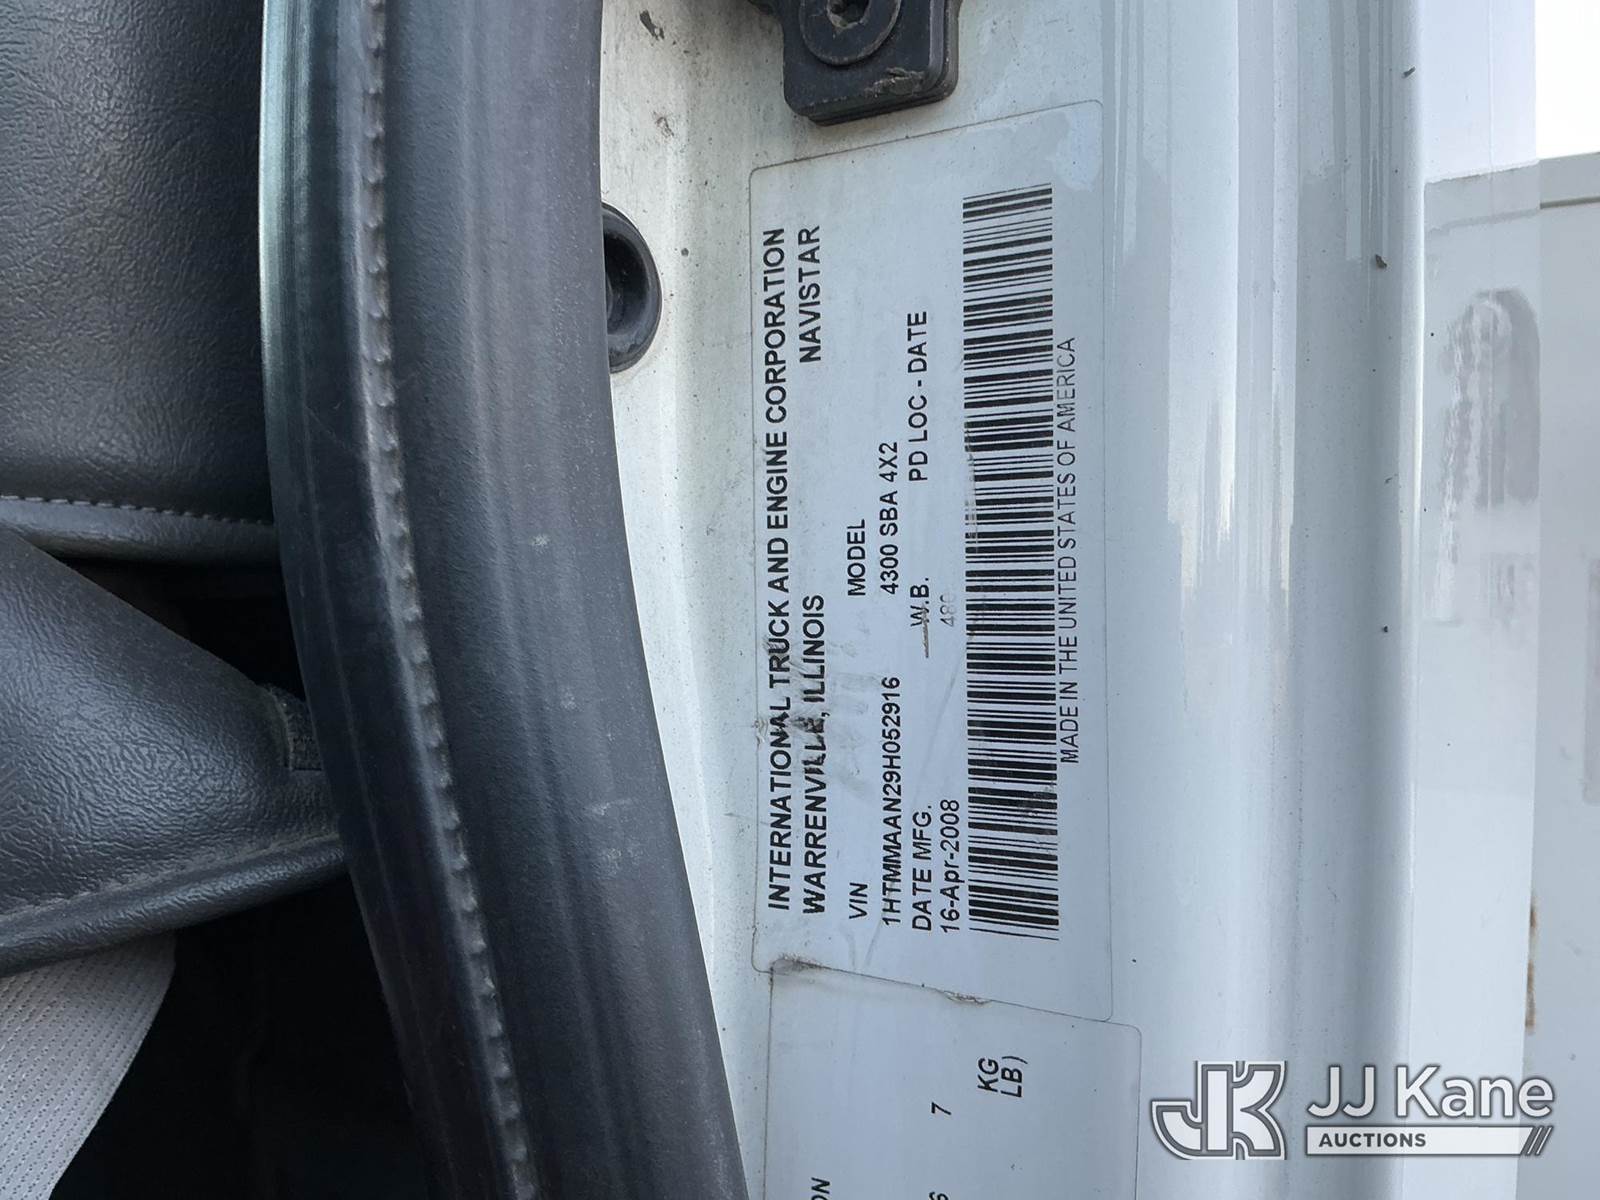 INTERNATIONAL TRUCK AND ENGINE CORPORATION
WARRENVILLE, ILLINOIS NAVISTAR
VIN MODEL
1HTMMAAN29H052916 4300 SBA 4X2
DATE MFG. W.B. PD LOC - DATE
16-Apr-2008
MADE IN THE UNITED STATES OF AMERICA
7
KG
LB)
JJ Kane
AUCTIONS